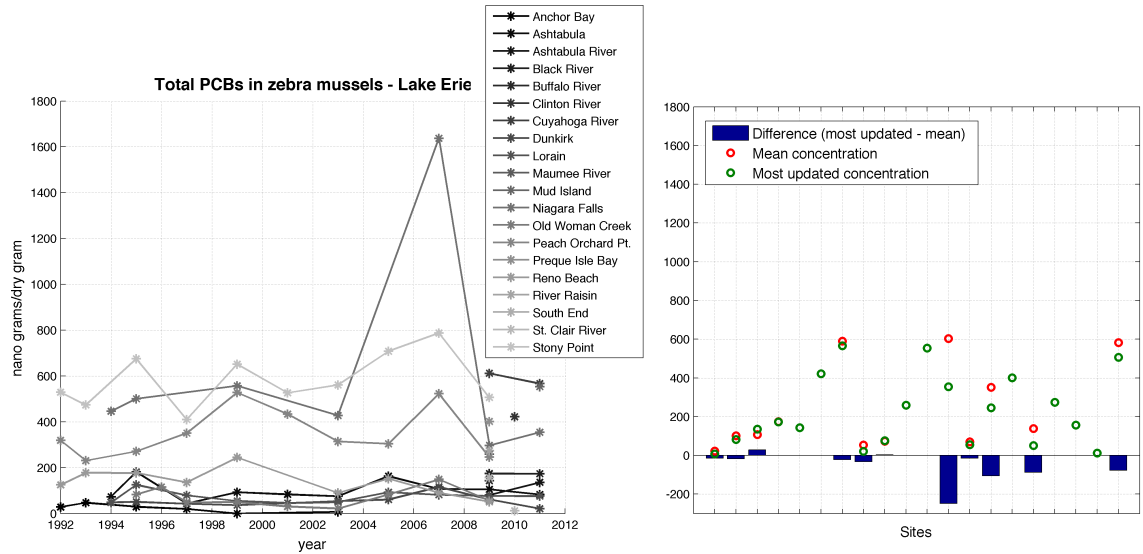 Total PCBs in zebra mussels - Lake Erie
Anchor Bay
Ashtabula
Ashtabula River
Black River
Buffalo River
Clinton River
Cuyahoga River
Dunkirk
Lorain
Maumee River
Mud Island
Niagara Falls
Old Woman Creek
Peach Orchard Pt.
Preque Isle Bay
Reno Beach
River Raisin
South End
St. Clair River
Stony Point
nano grams/dry gram
1800
1600
1400
1200
1000
800
600
400
200
0
1992 1994 1996 1998 2000 2002 2004 2006 2008 2010 2012
year
Difference (most updated - mean)
Mean concentration
Most updated concentration
1800
1600
1400
1200
1000
800
600
400
200
0
-200
Sites